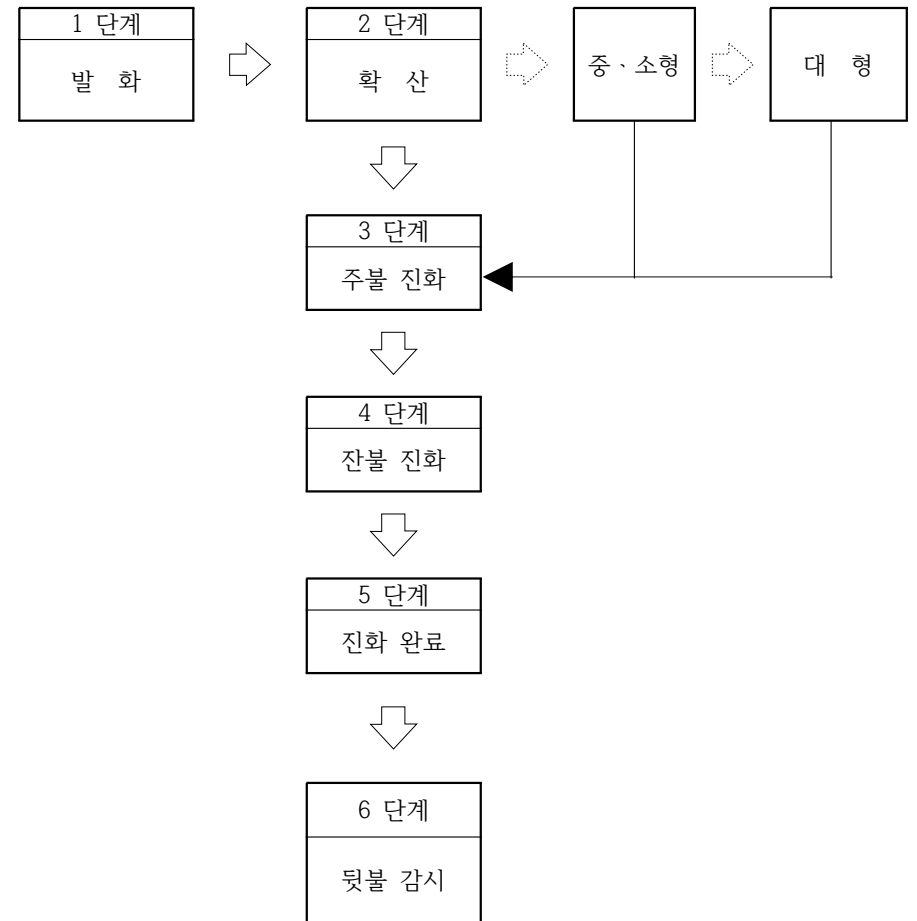 1 단계
발 화
2 단계
확 산
중ㆍ소형
대 형
3 단계
주불 진화
4 단계
잔불 진화
5 단계
진화 완료
6 단계
뒷불 감시